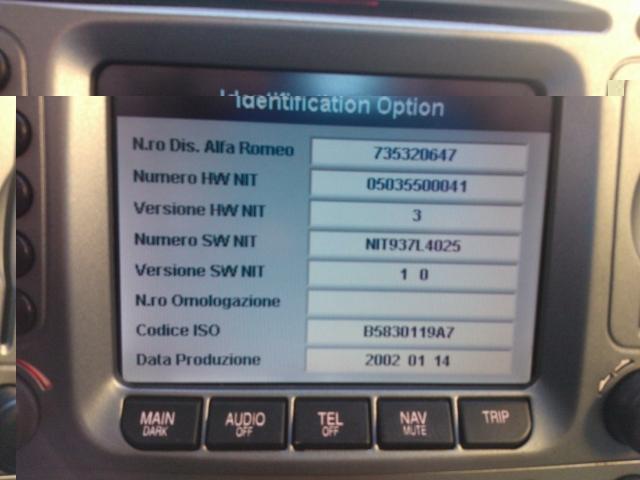 Identification Option
N.ro Dis. Alfa Romeo 735320647
Numero HW NIT 05035500041
Versione HW NIT 3
Numero SW NIT NIT937L4025
Versione SW NIT 1 0
N.ro Omologazione
Codice ISO B5830119A7
Data Produzione 2002 01 14
MAIN AUDIO TEL NAV TRIP
DARK OFF OFF MUTE